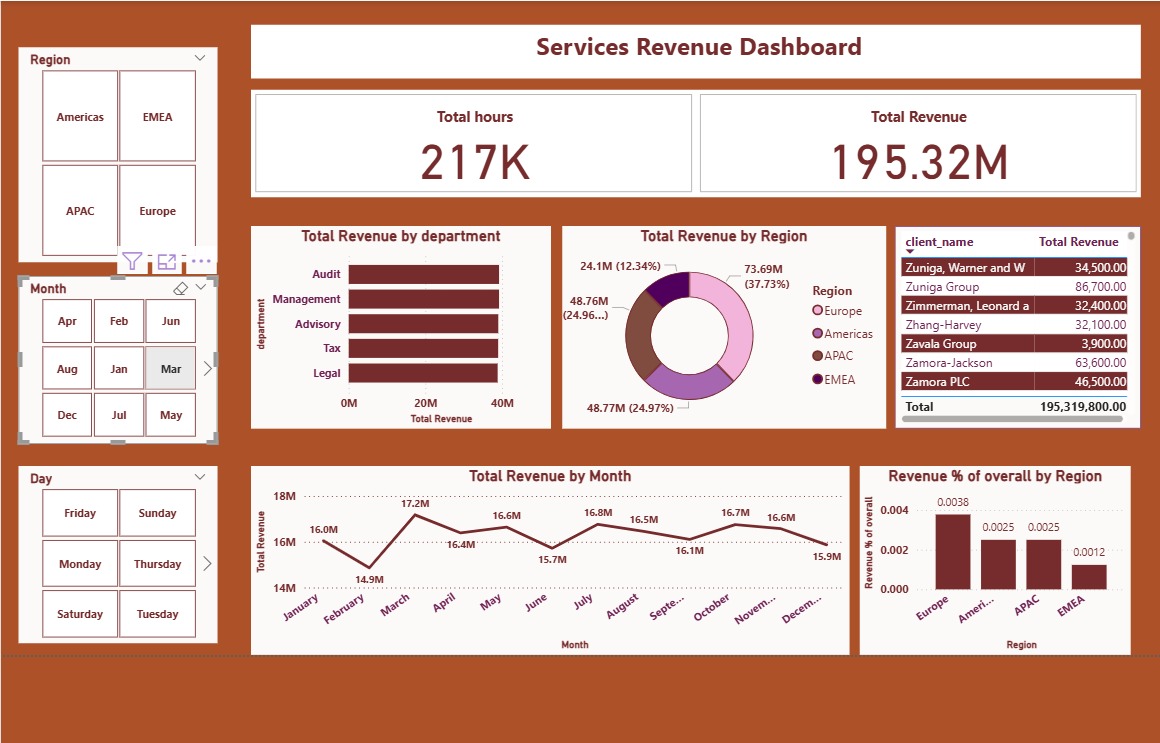 Services Revenue Dashboard
Region
Americas
EMEA
APAC
Europe
Month
Apr
Feb
Jun
Aug
Jan
Mar
Dec
Jul
May
Day
Friday
Sunday
Monday
Thursday
Saturday
Tuesday
Total hours
217K
Total Revenue
195.32M
Total Revenue by department
department
Audit
Management
Advisory
Tax
Legal
0M
20M
40M
Total Revenue
Total Revenue by Region
24.1M (12.34%)
73.69M
(37.73%)
48.76M
(24.96...)
48.77M (24.97%)
Region
Europe
Americas
APAC
EMEA
client_name Total Revenue
Zuniga, Warner and W 34,500.00
Zuniga Group 86,700.00
Zimmerman, Leonard a 32,400.00
Zhang-Harvey 32,100.00
Zavala Group 3,900.00
Zamora-Jackson 63,600.00
Zamora PLC 46,500.00
Total 195,319,800.00
Total Revenue by Month
Total Revenue
18M
16M
14M
16.0M
14.9M
17.2M
16.4M
16.6M
15.7M
16.8M
16.5M
16.1M
16.7M
16.6M
15.9M
January
February
March
April
May
June
July
August
Septe...
October
Novem...
Decem...
Month
Revenue % of overall by Region
Revenue % of overall
0.004
0.002
0.000
0.0038
0.0025
0.0025
0.0012
Europe
Ameri...
APAC
EMEA
Region